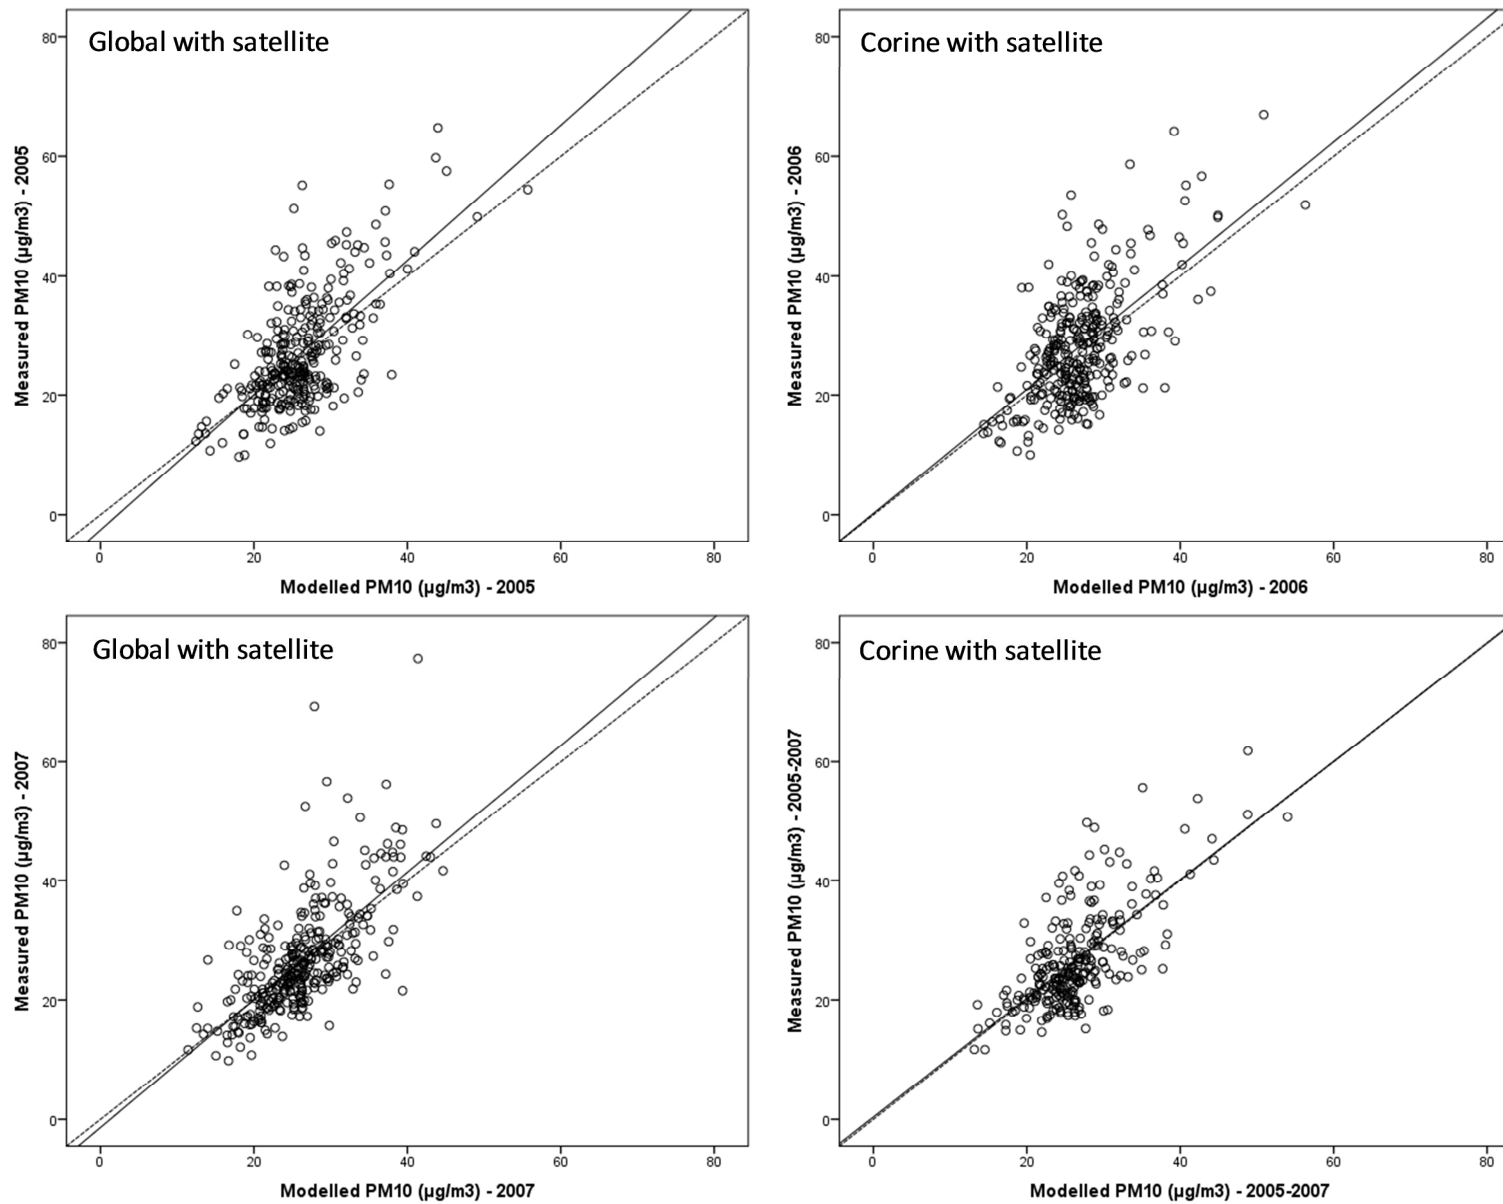 Global with satellite
80
60
40
20
0
Measured PM10 (µg/m3) - 2005
0 20 40 60 80
Modelled PM10 (µg/m3) - 2005
Corine with satellite
80
60
40
20
0
Measured PM10 (µg/m3) - 2006
0 20 40 60 80
Modelled PM10 (µg/m3) - 2006
Global with satellite
80
60
40
20
0
Measured PM10 (µg/m3) - 2007
0 20 40 60 80
Modelled PM10 (µg/m3) - 2007
Corine with satellite
80
60
40
20
0
Measured PM10 (µg/m3) - 2005-2007
0 20 40 60 80
Modelled PM10 (µg/m3) - 2005-2007